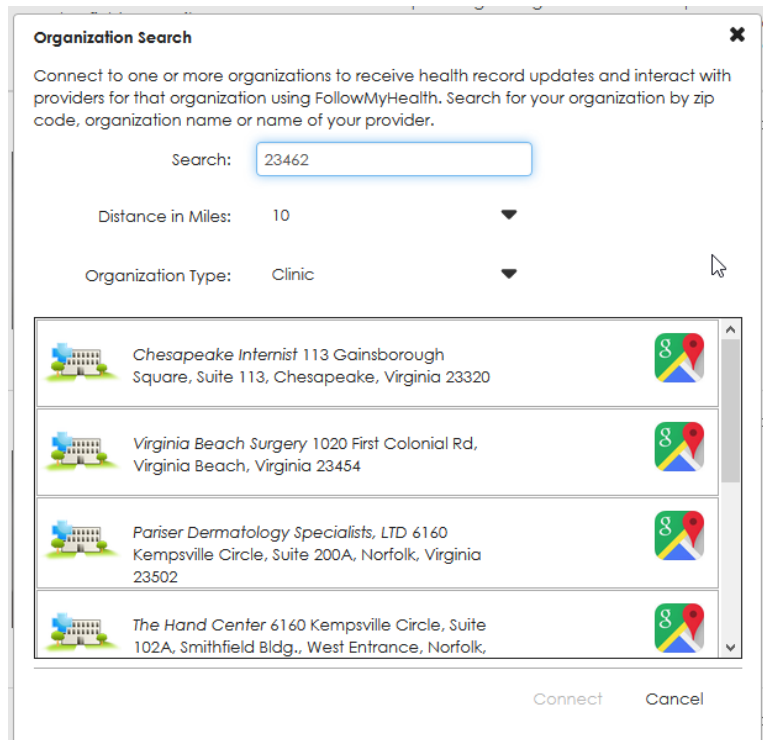 Organization Search
Connect to one or more organizations to receive health record updates and interact with
providers for that organization using FollowMyHealth. Search for your organization by zip
code, organization name or name of your provider.
Search: 23462
Distance in Miles: 10
Organization Type: Clinic
Chesapeake Internist 113 Gainsborough
Square, Suite 113, Chesapeake, Virginia 23320
Virginia Beach Surgery 1020 First Colonial Rd,
Virginia Beach, Virginia 23454
Pariser Dermatology Specialists, LTD 6160
Kempsville Circle, Suite 200A, Norfolk, Virginia
23502
The Hand Center 6160 Kempsville Circle, Suite
102A, Smithfield Bldg., West Entrance, Norfolk,
Connect Cancel